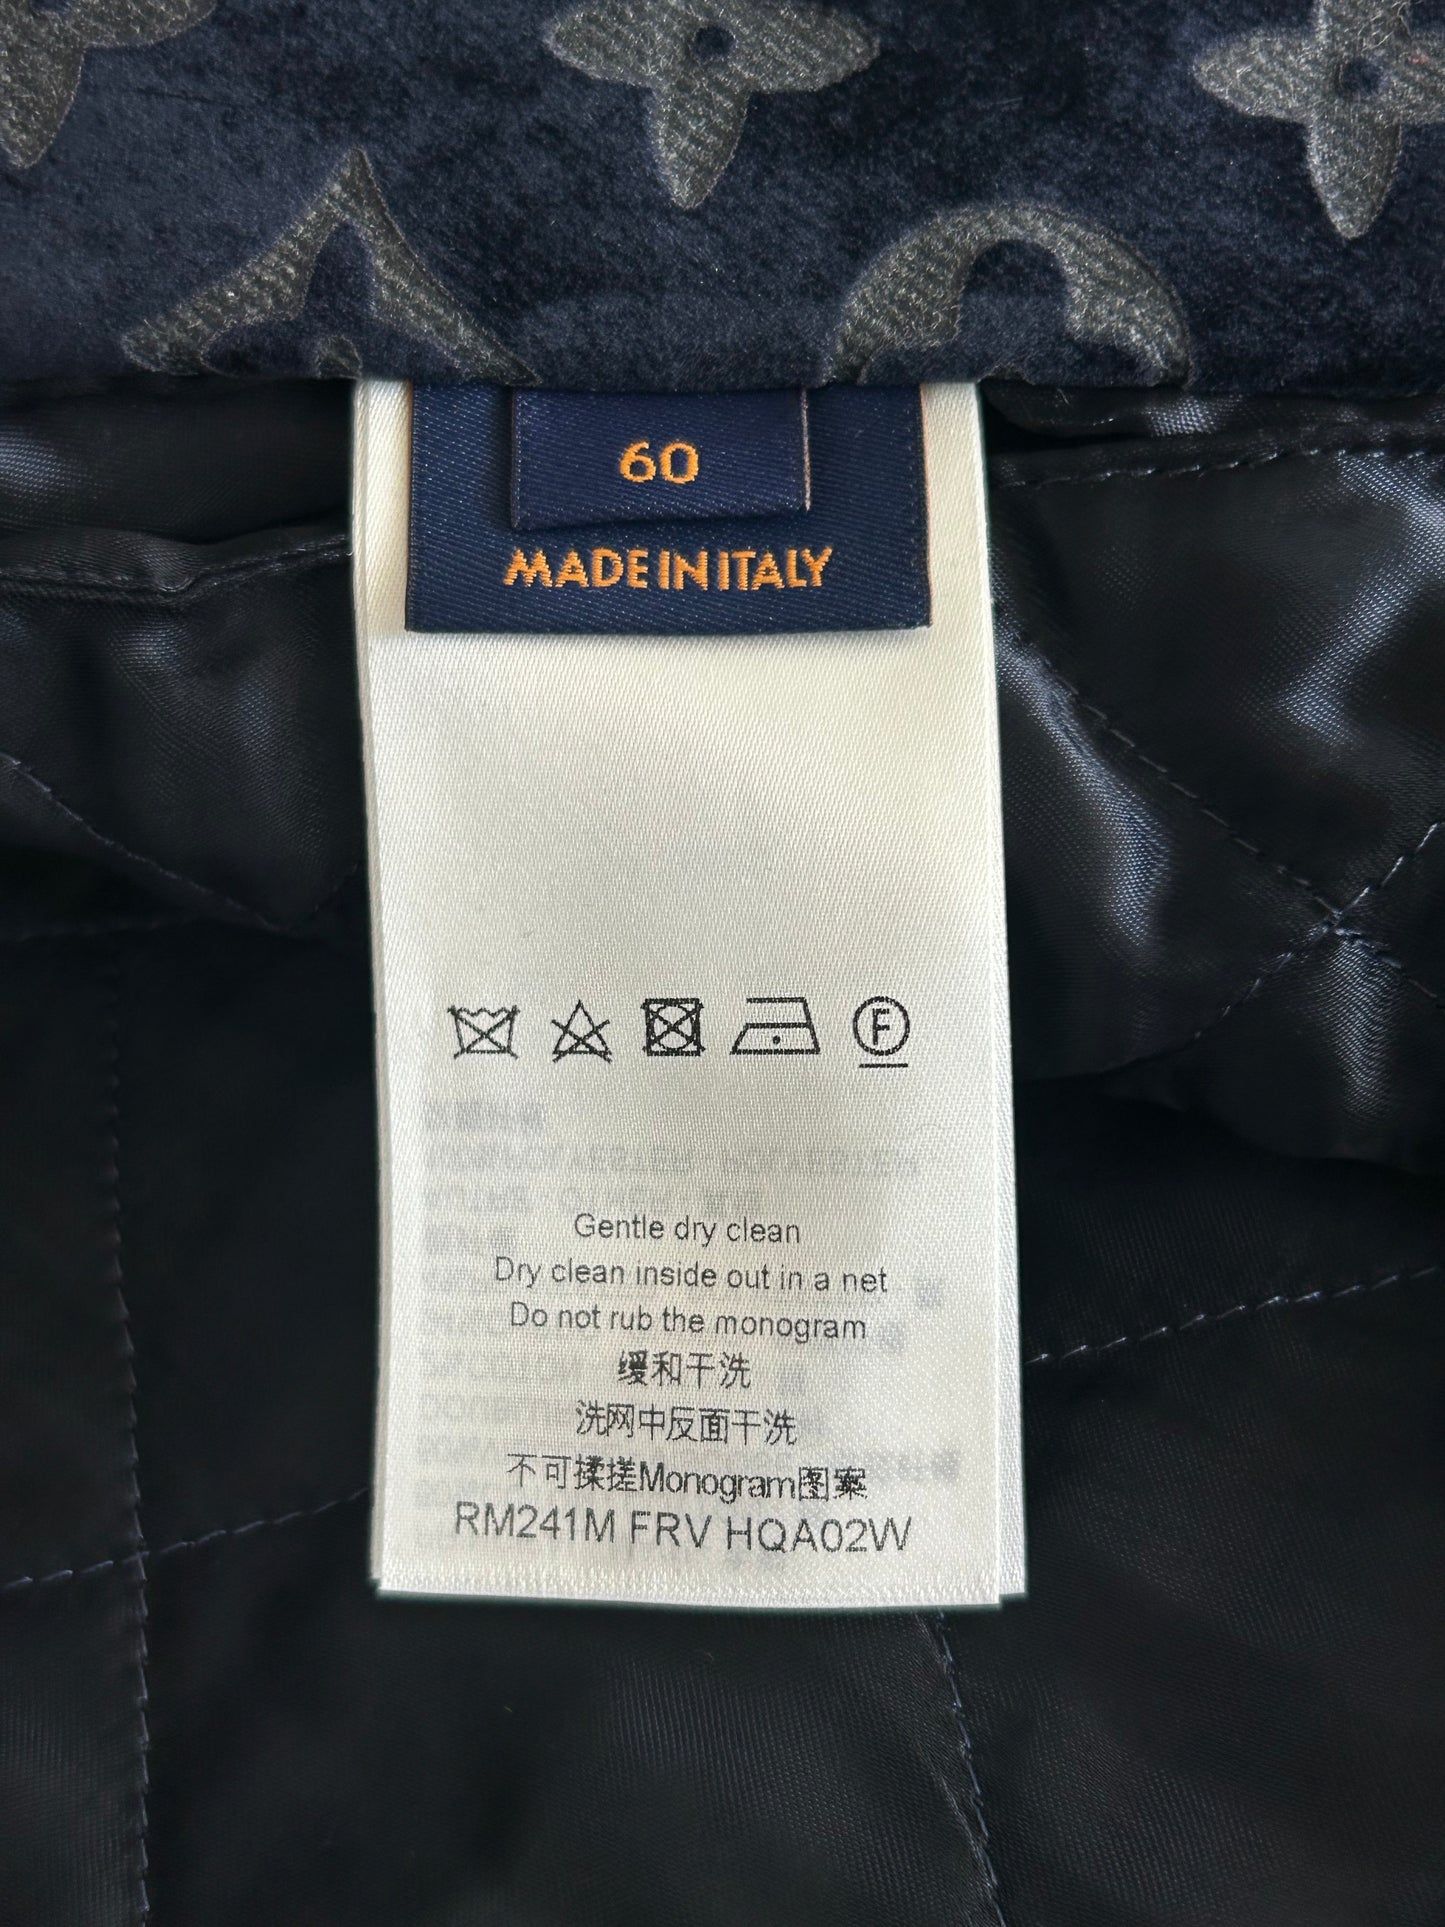 60
MADE IN ITALY
F
Gentle dry clean
Dry clean inside out in a net
Do not rub the monogram
缓和干洗
洗网中反面干洗
不可揉搓Monogram图案
RM241M FRV HQA02W